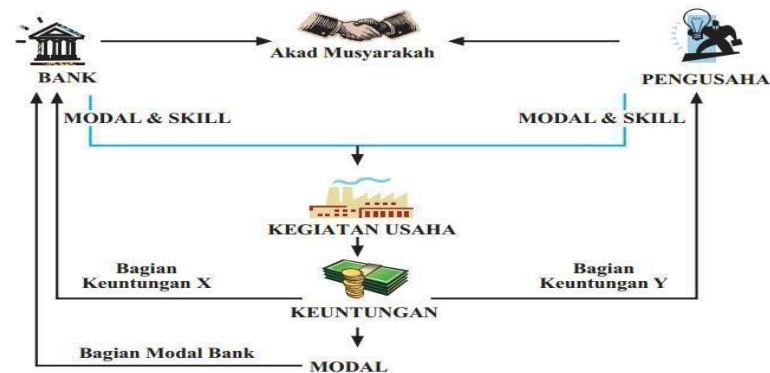 Akad Musyarakah
BANK
PENGUSAHA
MODAL & SKILL
MODAL & SKILL
KEGIATAN USAHA
Bagian
Keuntungan X
Bagian
Keuntungan Y
KEUNTUNGAN
Bagian Modal Bank
MODAL